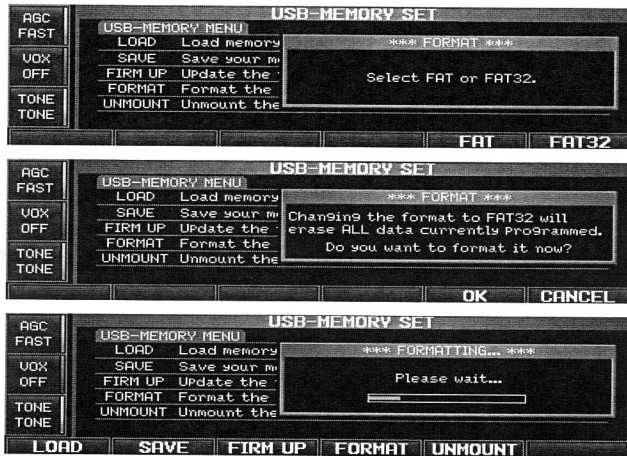 USB-MEMORY SET
AGC
FAST
VOX
OFF
TONE
TONE
USB-MEMORY MENU
LOAD Load memory
SAVE Save your m
FIRM UP Update the
FORMAT Format the
UNMOUNT Unmount the
*** FORMAT ***
Select FAT or FAT32.
FAT FAT32
USB-MEMORY SET
AGC
FAST
VOX
OFF
TONE
TONE
USB-MEMORY MENU
LOAD Load memory
SAVE Save your m
FIRM UP Update the
FORMAT Format the
UNMOUNT Unmount the
*** FORMAT ***
Changing the format to FAT32 will
erase ALL data currently Programmed.
Do you want to format it now?
OK CANCEL
USB-MEMORY SET
AGC
FAST
VOX
OFF
TONE
TONE
USB-MEMORY MENU
LOAD Load memory
SAVE Save your m
FIRM UP Update the
FORMAT Format the
UNMOUNT Unmount the
*** FORMATTING... ***
Please wait...
LOAD SAVE FIRM UP FORMAT UNMOUNT